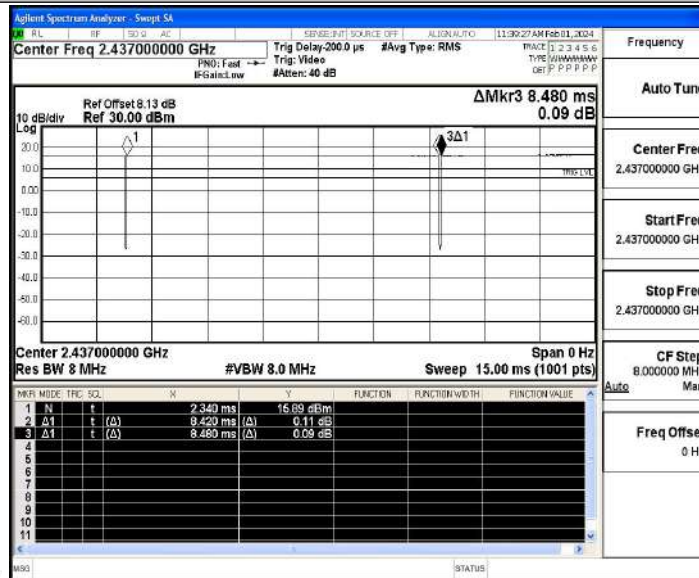 Agilent Spectrum Analyzer - Swept SA
RL RF 50 Ω AC SENSE:INT SOURCE OFF ALIGN AUTO 11:39:27 AM Feb 01, 2024
Center Freq 2.437000000 GHz
PNO: Fast
IFGain:Low
Trig Delay-200.0 µs
Trig: Video
#Atten: 40 dB
#Avg Type: RMS
TRACE 1 2 3 4 5 6
TYPE
DET P P P P P P
Ref Offset 8.13 dB
10 dB/div Ref 30.00 dBm
Log
ΔMkr3 8.480 ms
0.09 dB
1
3Δ1
TRIG LVL
20.0
10.0
0.00
-10.0
-20.0
-30.0
-40.0
-50.0
-60.0
Center 2.437000000 GHz Span 0 Hz
Res BW 8 MHz #VBW 8.0 MHz Sweep 15.00 ms (1001 pts)
MKR MODE TRC SCL X Y FUNCTION FUNCTION WIDTH FUNCTION VALUE
1 N t 2.340 ms 15.89 dBm
2 Δ1 t (Δ) 8.420 ms (Δ) 0.11 dB
3 Δ1 t (Δ) 8.480 ms (Δ) 0.09 dB
4
5
6
7
8
9
10
11
MSG STATUS
Frequency
Auto Tun
Center Fre
2.437000000 GH
Start Fre
2.437000000 GH
Stop Fre
2.437000000 GH
CF Step
8.000000 MH
Auto Ma
Freq Offse
0 H